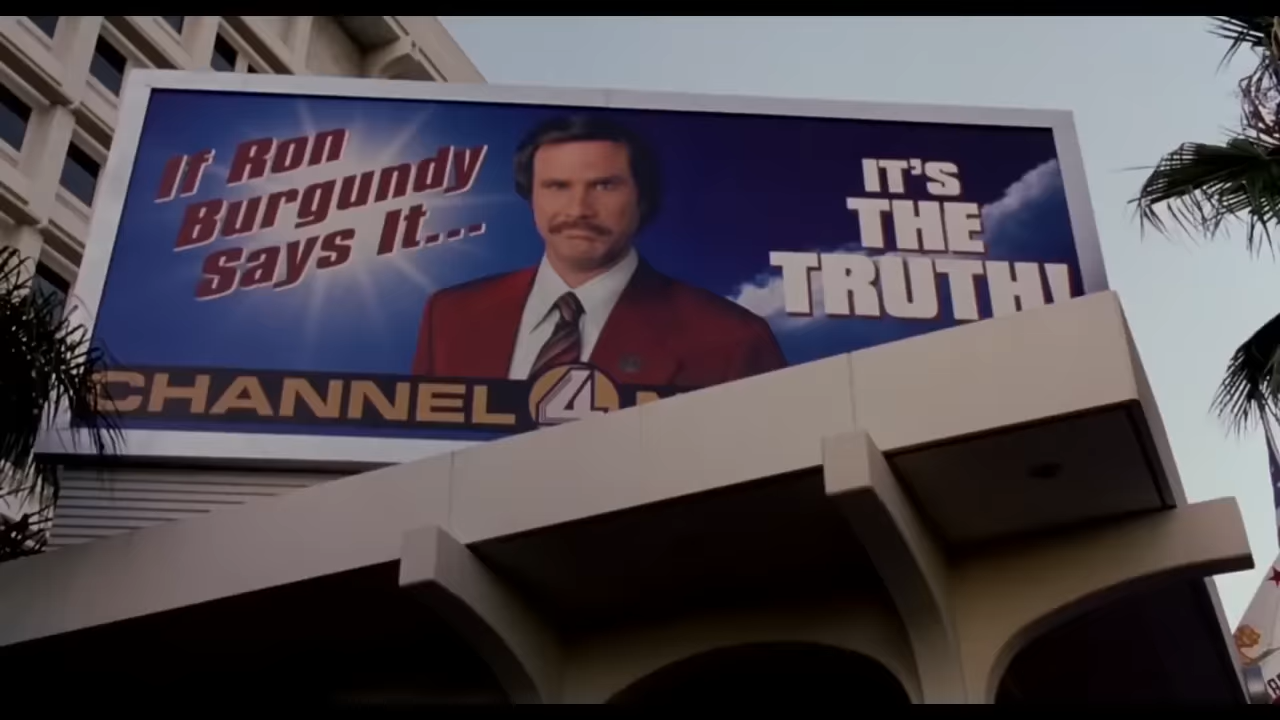 If Ron
Burgundy
Says It...
IT'S
THE
TRUTH!
CHANNEL 4